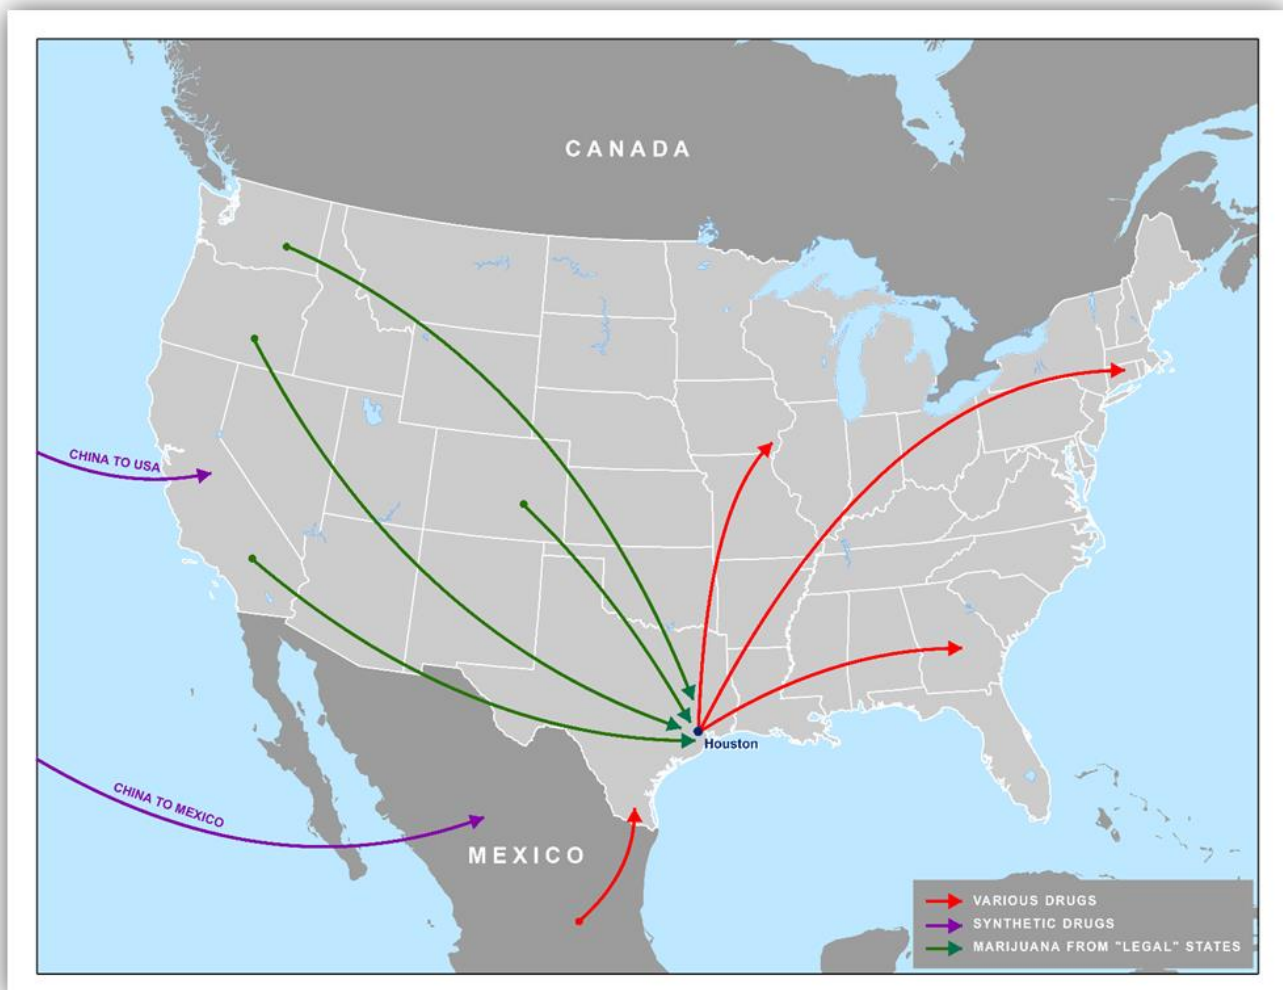 CANADA
CHINA TO USA
Houston
CHINA TO MEXICO
MEXICO
VARIOUS DRUGS
SYNTHETIC DRUGS
MARIJUANA FROM "LEGAL" STATES